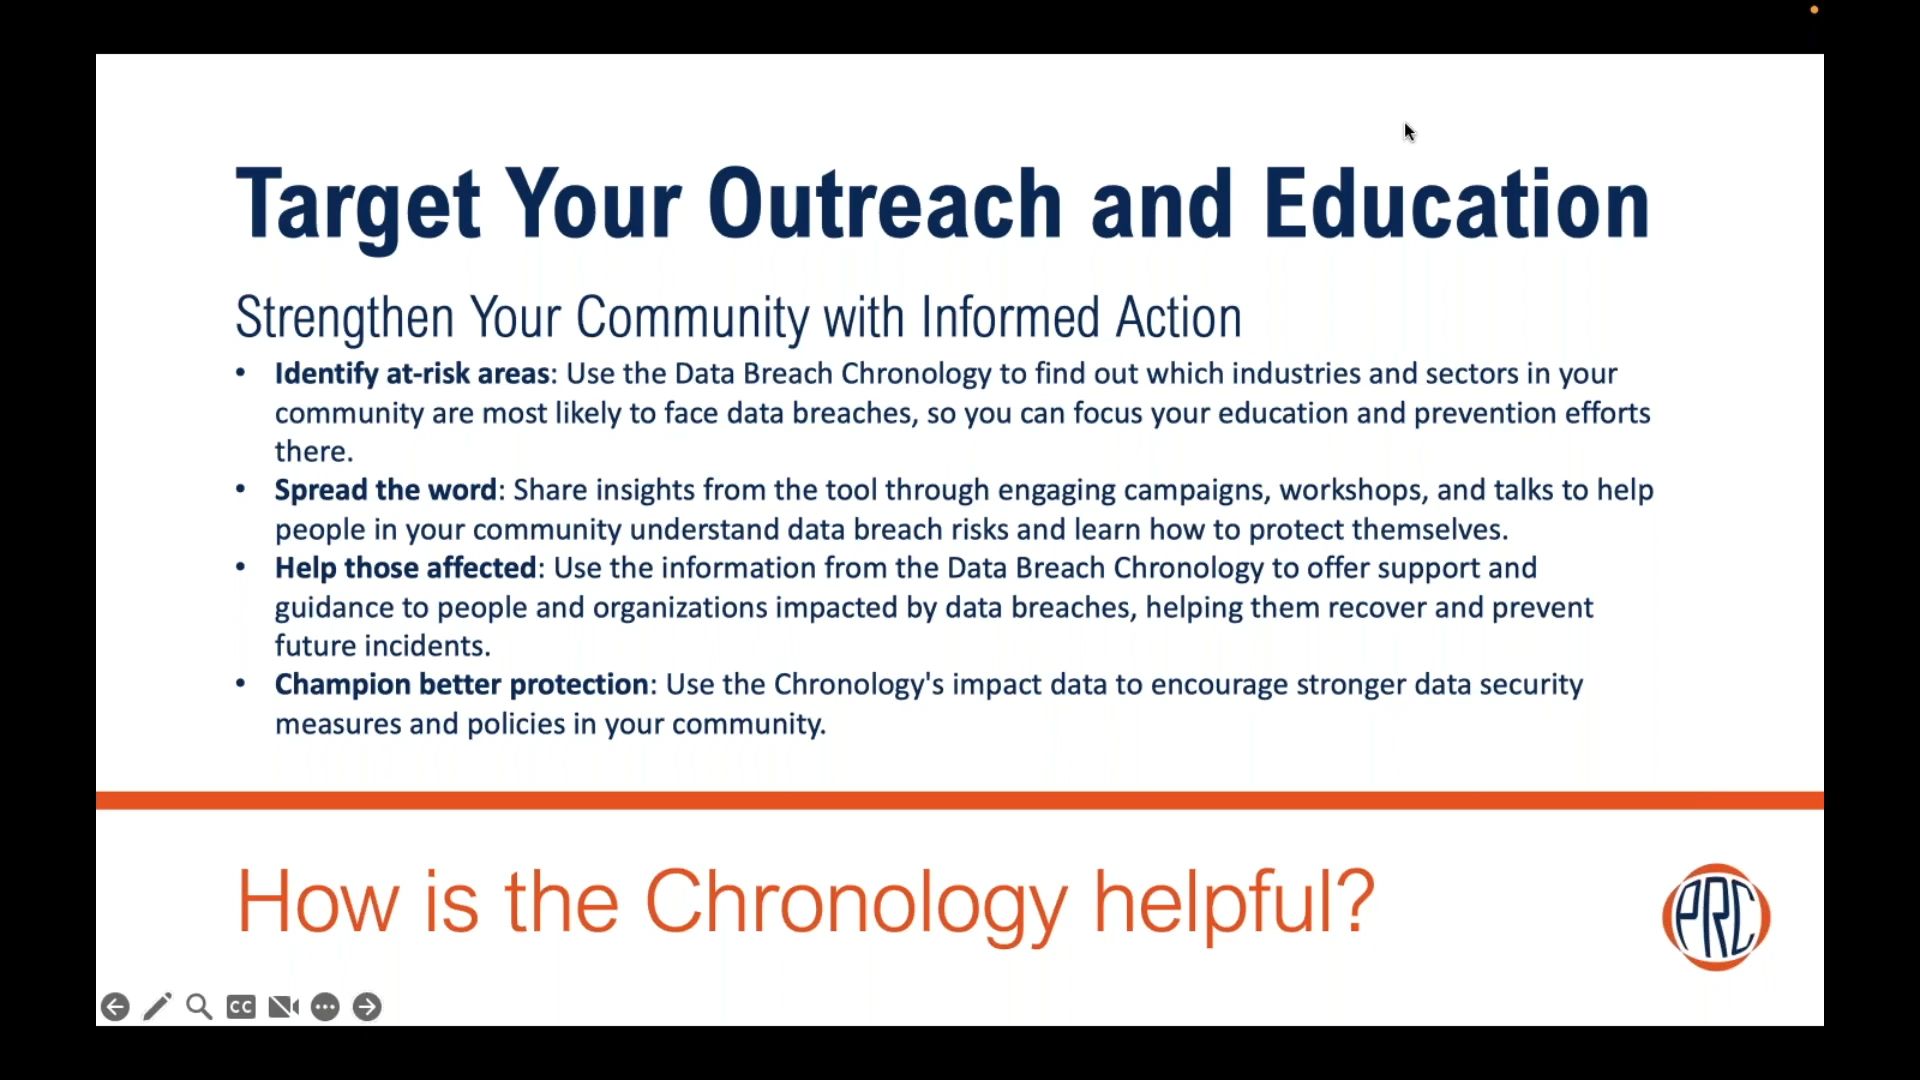 Target Your Outreach and Education
Strengthen Your Community with Informed Action
• Identify at-risk areas: Use the Data Breach Chronology to find out which industries and sectors in your
community are most likely to face data breaches, so you can focus your education and prevention efforts
there.
• Spread the word: Share insights from the tool through engaging campaigns, workshops, and talks to help
people in your community understand data breach risks and learn how to protect themselves.
• Help those affected: Use the information from the Data Breach Chronology to offer support and
guidance to people and organizations impacted by data breaches, helping them recover and prevent
future incidents.
• Champion better protection: Use the Chronology's impact data to encourage stronger data security
measures and policies in your community.
How is the Chronology helpful?
PRC
CC